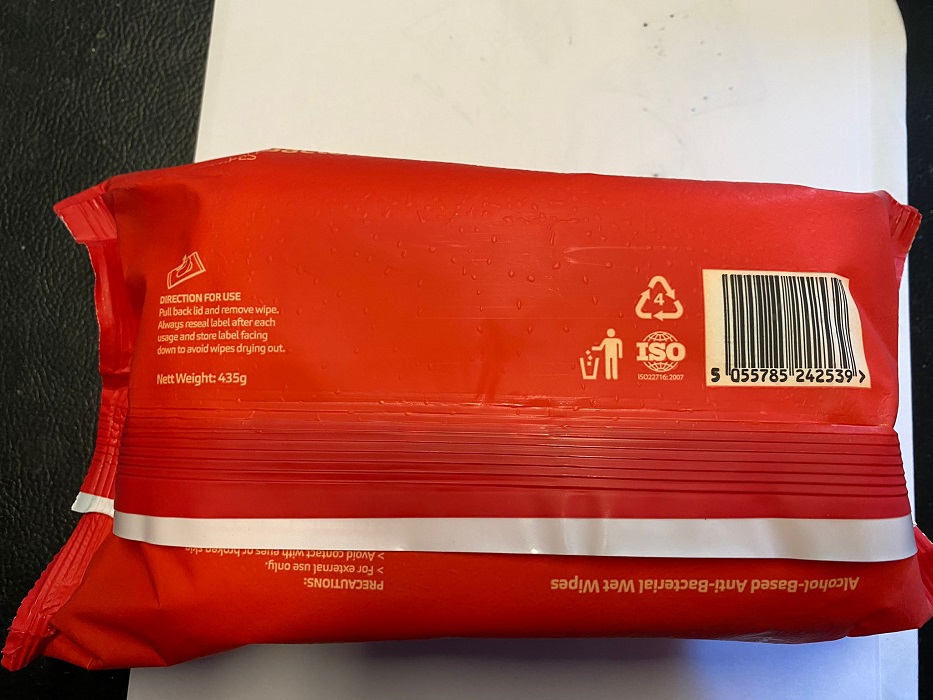 DIRECTION FOR USE
Pull back lid and remove wipe.
Always reseal label after each
usage and store label facing
down to avoid wipes drying out.
Nett Weight: 435g
4
ISO
ISO22716:2007
5 055785 242539 >
Alcohol-Based Anti-Bacterial Wet Wipes
PRECAUTIONS:
> For external use only.
> Avoid contact with eyes or broken skin